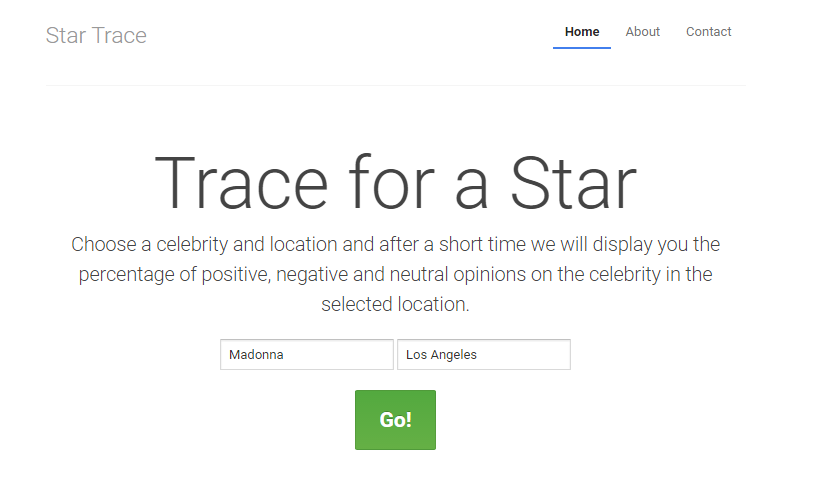 Star Trace
Home
About
Contact
Trace for a Star
Choose a celebrity and location and after a short time we will display you the
percentage of positive, negative and neutral opinions on the celebrity in the
selected location.
Madonna
Los Angeles
Go!